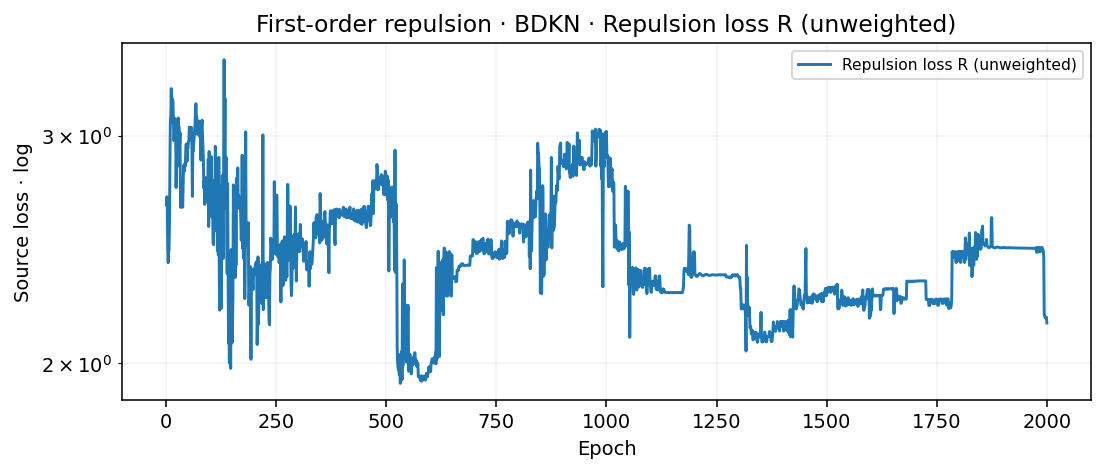 First-order repulsion · BDKN · Repulsion loss R (unweighted)
Repulsion loss R (unweighted)
Source loss · log
3 × 10⁰
2 × 10⁰
0 250 500 750 1000 1250 1500 1750 2000
Epoch